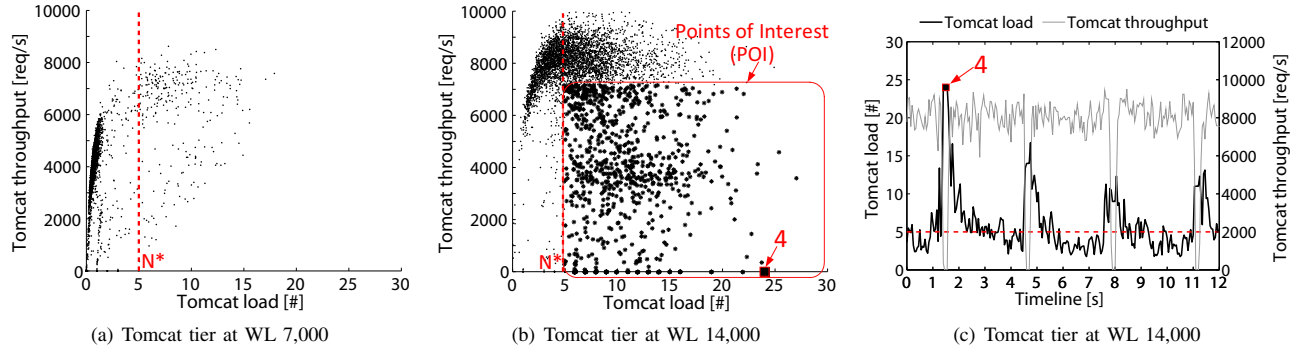 Tomcat throughput [req/s]
10000
8000
6000
4000
2000
0
N*
0 5 10 15 20 25 30
Tomcat load [#]
(a) Tomcat tier at WL 7,000
Tomcat throughput [req/s]
10000
8000
6000
4000
2000
0
Points of Interest
(POI)
N*
4
0 5 10 15 20 25 30
Tomcat load [#]
(b) Tomcat tier at WL 14,000
Tomcat load Tomcat throughput
Tomcat load [#]
30
25
20
15
10
5
0
4
12000
10000
8000
6000
4000
2000
0
Tomcat throughput [req/s]
0 1 2 3 4 5 6 7 8 9 10 11 12
Timeline [s]
(c) Tomcat tier at WL 14,000